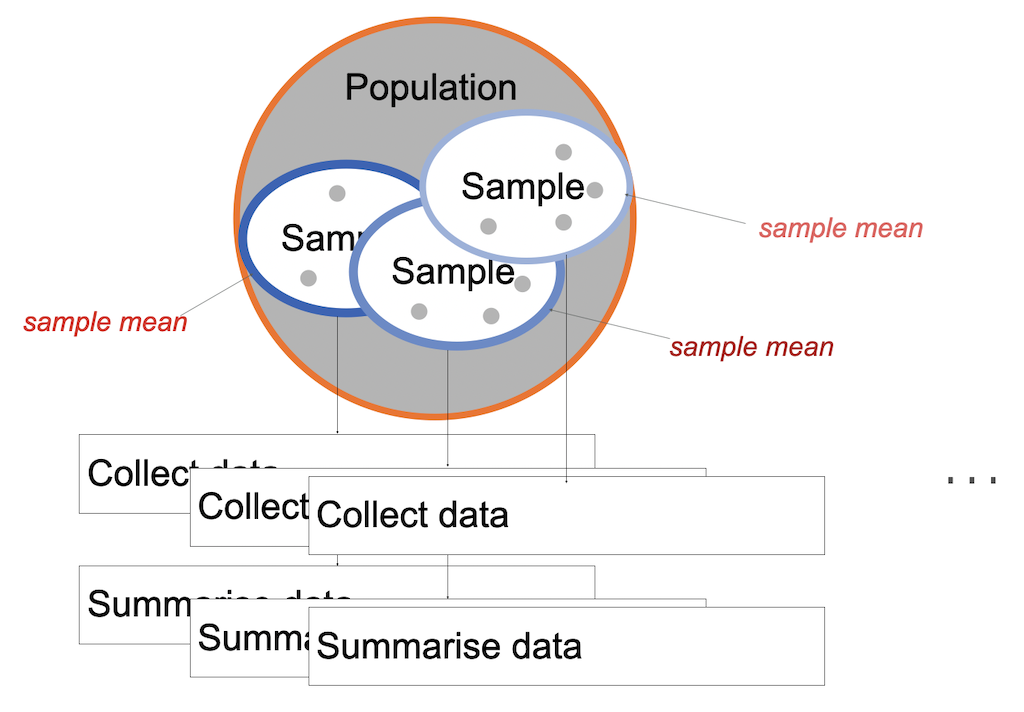 Population
Sample
Sam
Sample
sample mean
sample mean
sample mean
Collect data
Collect
Collect data
...
Summarise data
Summa
Summarise data